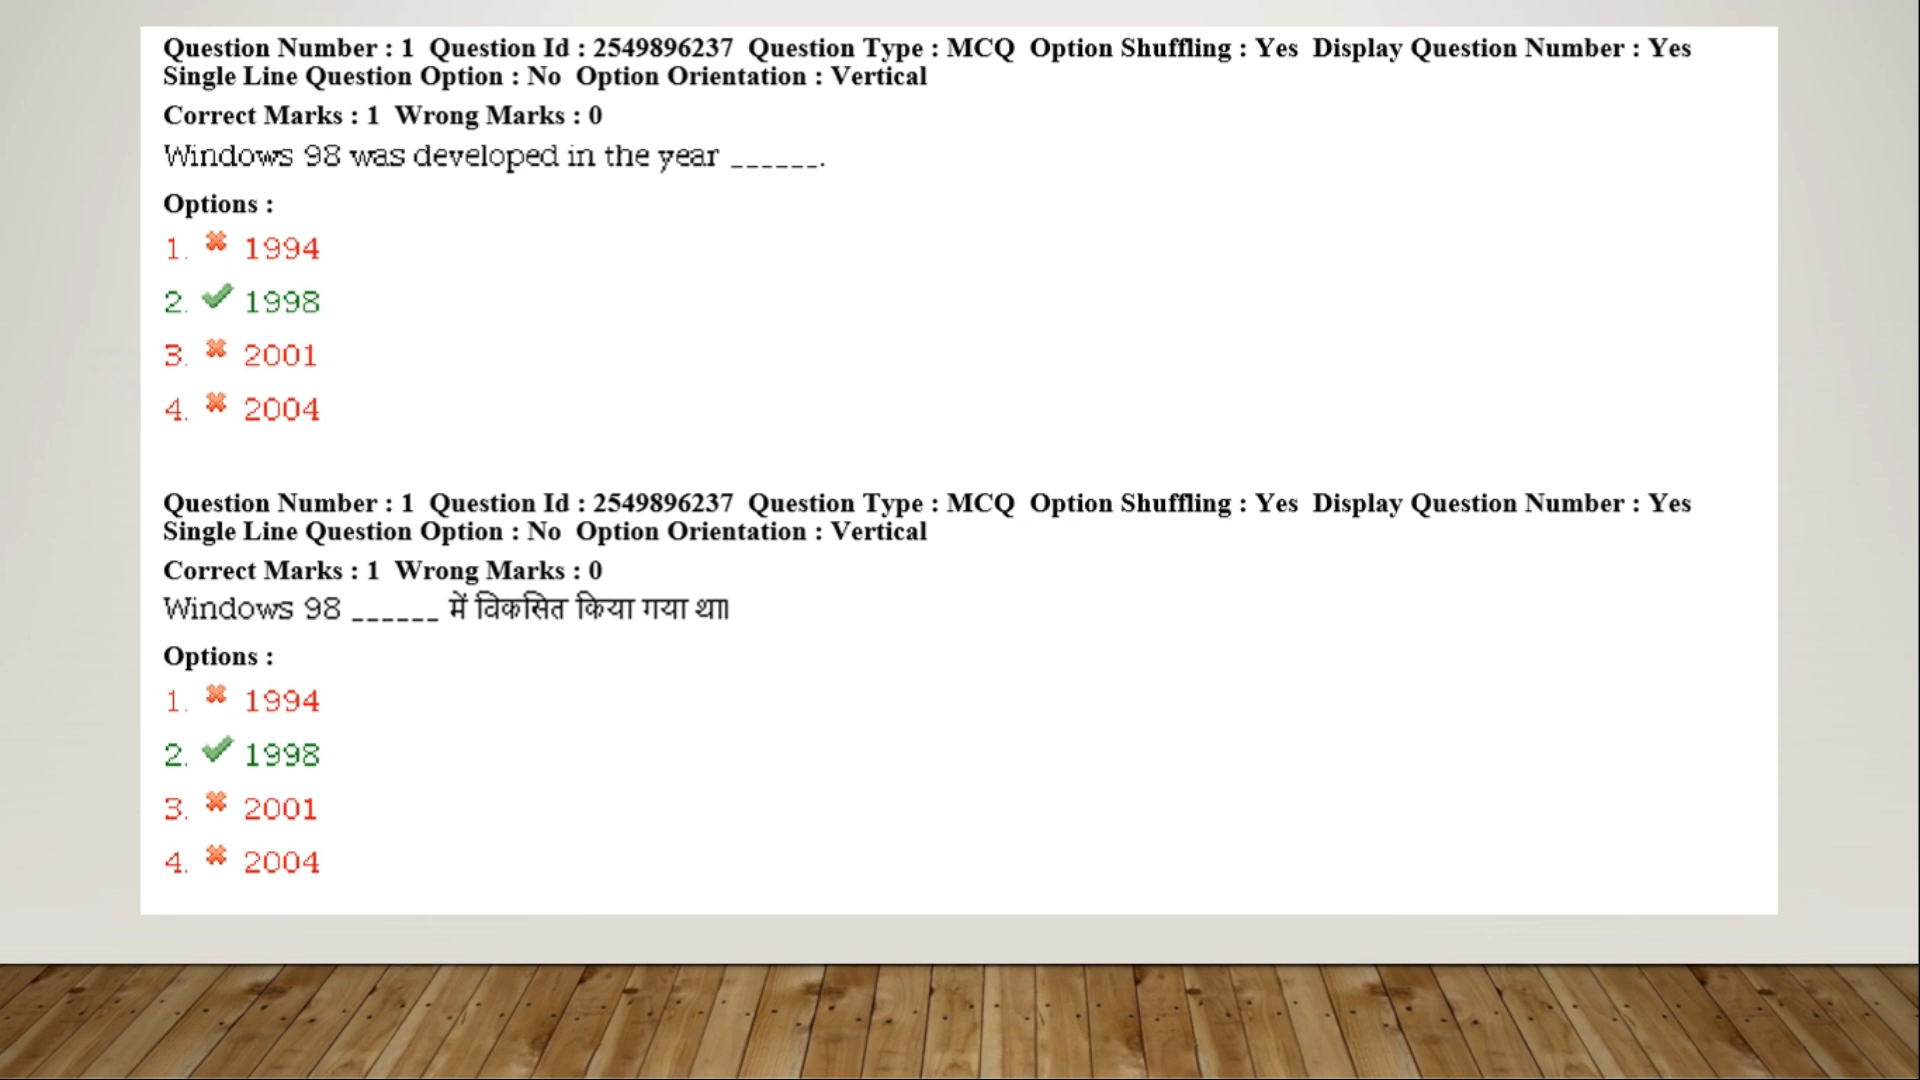 Question Number : 1 Question Id : 2549896237 Question Type : MCQ Option Shuffling : Yes Display Question Number : Yes
Single Line Question Option : No Option Orientation : Vertical
Correct Marks : 1 Wrong Marks : 0
Windows 98 was developed in the year ______.
Options :
1. 1994
2. 1998
3. 2001
4. 2004
Question Number : 1 Question Id : 2549896237 Question Type : MCQ Option Shuffling : Yes Display Question Number : Yes
Single Line Question Option : No Option Orientation : Vertical
Correct Marks : 1 Wrong Marks : 0
Windows 98 ______ में विकसित किया गया था।
Options :
1. 1994
2. 1998
3. 2001
4. 2004